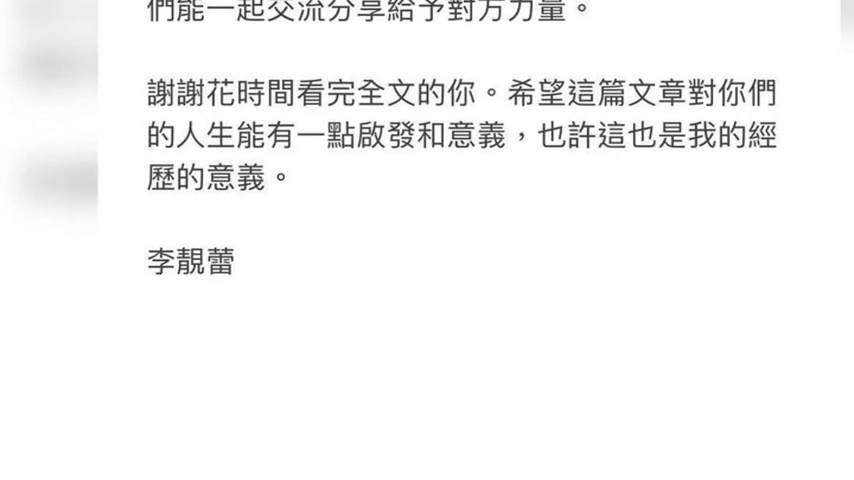 們能一起交流分享給予對方力量。
謝謝花時間看完全文的你。希望這篇文章對你們
的人生能有一點啟發和意義，也許這也是我的經
歷的意義。
李靚蕾